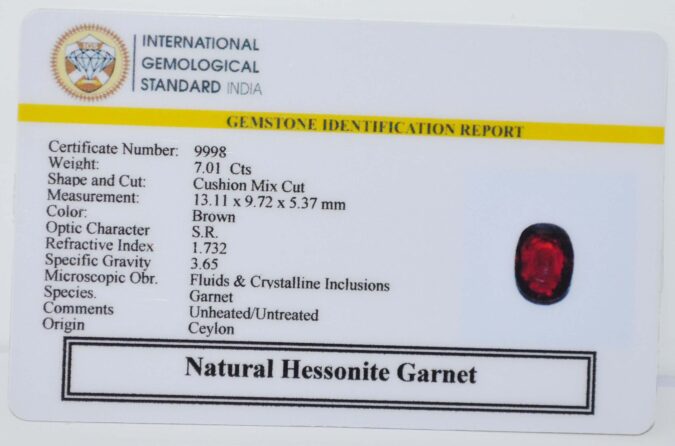 INTERNATIONAL
GEMOLOGICAL
STANDARD INDIA
GEMSTONE IDENTIFICATION REPORT
Certificate Number: 9998
Weight: 7.01 Cts
Shape and Cut: Cushion Mix Cut
Measurement: 13.11 x 9.72 x 5.37 mm
Color: Brown
Optic Character S.R.
Refractive Index 1.732
Specific Gravity 3.65
Microscopic Obr. Fluids & Crystalline Inclusions
Species. Garnet
Comments Unheated/Untreated
Origin Ceylon
Natural Hessonite Garnet